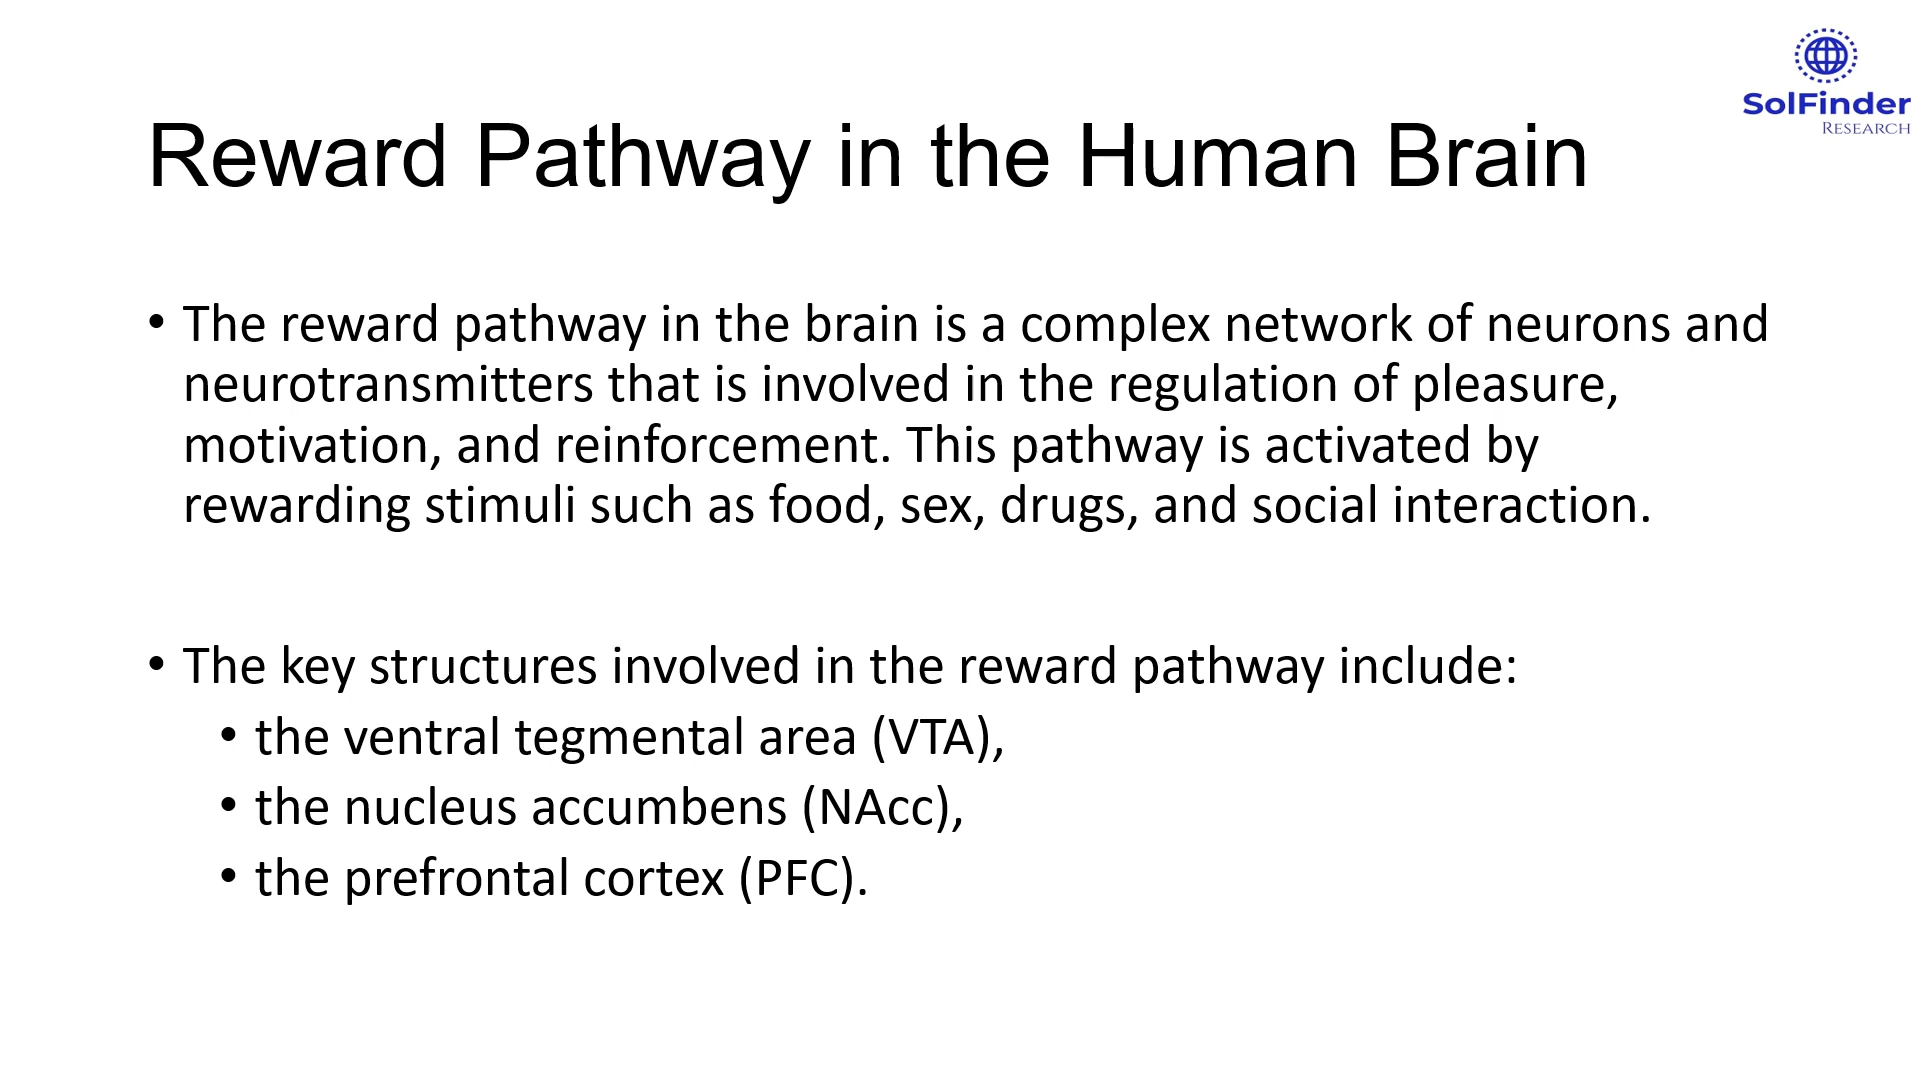 SolFinder
RESEARCH
Reward Pathway in the Human Brain
• The reward pathway in the brain is a complex network of neurons and
neurotransmitters that is involved in the regulation of pleasure,
motivation, and reinforcement. This pathway is activated by
rewarding stimuli such as food, sex, drugs, and social interaction.
• The key structures involved in the reward pathway include:
• the ventral tegmental area (VTA),
• the nucleus accumbens (NAcc),
• the prefrontal cortex (PFC).